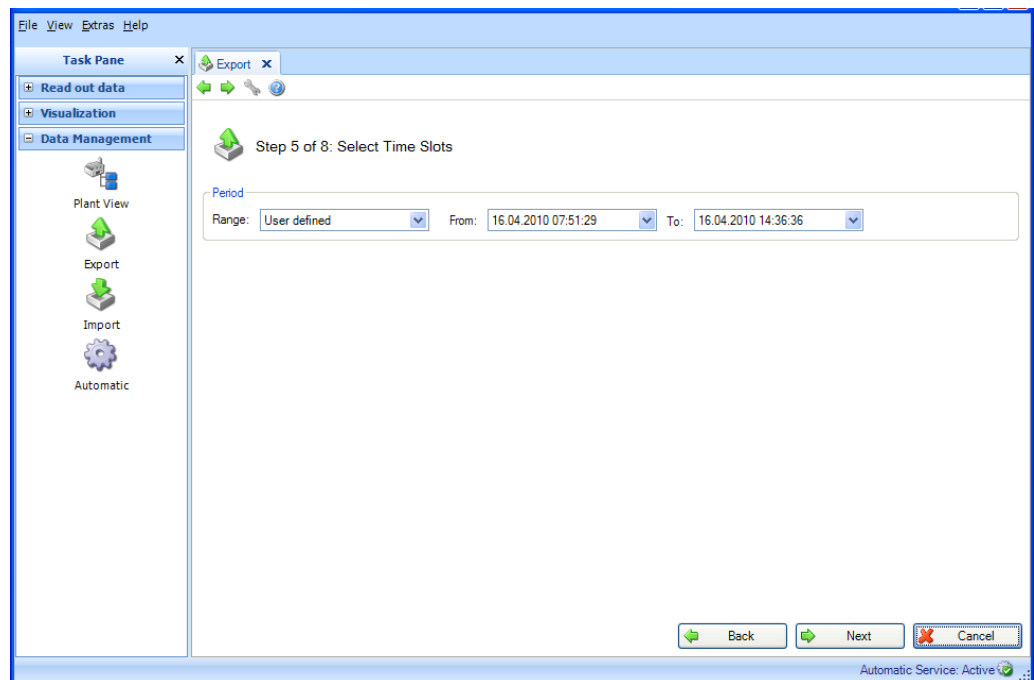 File View Extras Help
Task Pane
Export
Read out data
Visualization
Data Management
Plant View
Export
Import
Automatic
Step 5 of 8: Select Time Slots
Period
Range: User defined From: 16.04.2010 07:51:29 To: 16.04.2010 14:36:36
Back Next Cancel
Automatic Service: Active